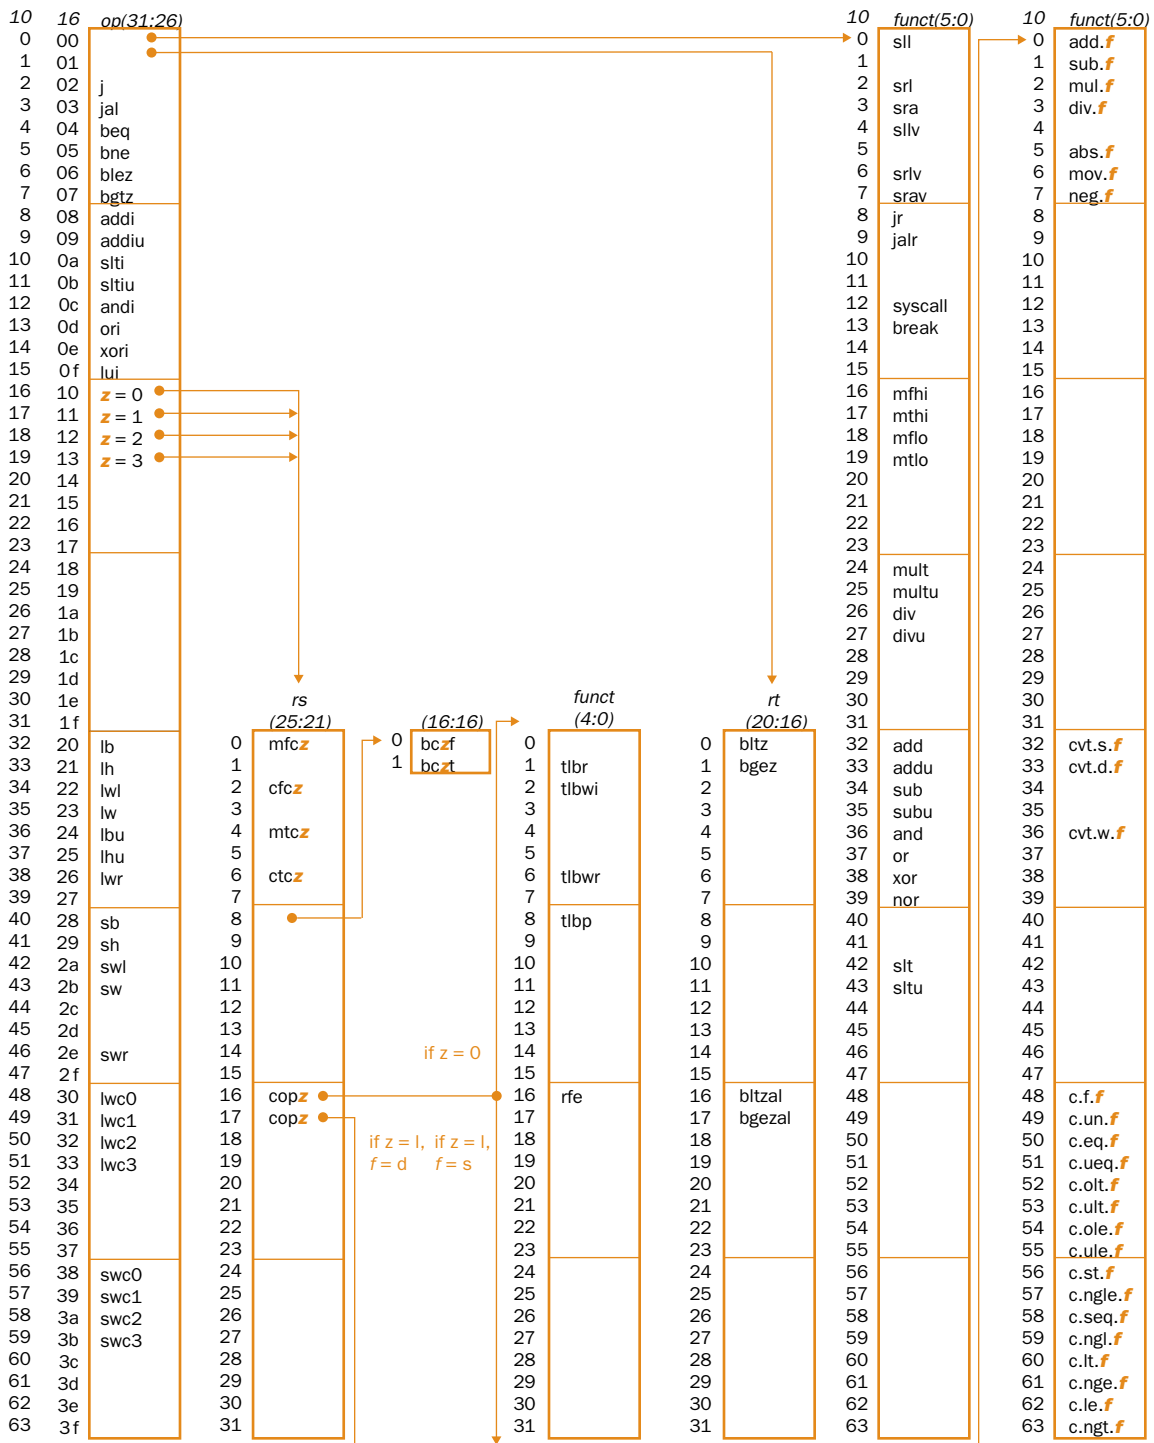 10 16 op(31:26) 10 funct(5:0) 10 funct(5:0)
0 00 0 sll 0 add.f
1 01 1 1 sub.f
2 02 j 2 srl 2 mul.f
3 03 jal 3 sra 3 div.f
4 04 beq 4 sllv 4
5 05 bne 5 5 abs.f
6 06 blez 6 srlv 6 mov.f
7 07 bgtz 7 srav 7 neg.f
8 08 addi 8 jr 8
9 09 addiu 9 jalr 9
10 0a slti 10 10
11 0b sltiu 11 11
12 0c andi 12 syscall 12
13 0d ori 13 break 13
14 0e xori 14 14
15 0f lui 15 15
16 10 z = 0 16 mfhi 16
17 11 z = 1 17 mthi 17
18 12 z = 2 18 mflo 18
19 13 z = 3 19 mtlo 19
20 14 20 20
21 15 21 21
22 16 22 22
23 17 23 23
24 18 24 mult 24
25 19 25 multu 25
26 1a 26 div 26
27 1b 27 divu 27
28 1c 28 28
29 1d 29 29
30 1e rs funct rt 30 30
31 1f (25:21) (16:16) (4:0) (20:16) 31 31
32 20 lb 0 mfcz 0 bczf 0 0 bltz 32 add 32 cvt.s.f
33 21 lh 1 1 bczt 1 tlbr 1 bgez 33 addu 33 cvt.d.f
34 22 lwl 2 cfcz 2 tlbwi 2 34 sub 34
35 23 lw 3 3 3 35 subu 35
36 24 lbu 4 mtcz 4 4 36 and 36 cvt.w.f
37 25 lhu 5 5 5 37 or 37
38 26 lwr 6 ctcz 6 tlbwr 6 38 xor 38
39 27 7 7 7 39 nor 39
40 28 sb 8 8 tlbp 8 40 40
41 29 sh 9 9 9 41 41
42 2a swl 10 10 10 42 slt 42
43 2b sw 11 11 11 43 sltu 43
44 2c 12 12 12 44 44
45 2d 13 13 13 45 45
46 2e swr 14 if z = 0 14 14 46 46
47 2f 15 15 15 47 47
48 30 lwc0 16 copz 16 rfe 16 bltzal 48 48 c.f.f
49 31 lwc1 17 copz 17 17 bgezal 49 49 c.un.f
50 32 lwc2 18 if z = l, if z = l, 18 18 50 50 c.eq.f
51 33 lwc3 19 f = d f = s 19 19 51 51 c.ueq.f
52 34 20 20 20 52 52 c.olt.f
53 35 21 21 21 53 53 c.ult.f
54 36 22 22 22 54 54 c.ole.f
55 37 23 23 23 55 55 c.ule.f
56 38 swc0 24 24 24 56 56 c.st.f
57 39 swc1 25 25 25 57 57 c.ngle.f
58 3a swc2 26 26 26 58 58 c.seq.f
59 3b swc3 27 27 27 59 59 c.ngl.f
60 3c 28 28 28 60 60 c.lt.f
61 3d 29 29 29 61 61 c.nge.f
62 3e 30 30 30 62 62 c.le.f
63 3f 31 31 31 63 63 c.ngt.f